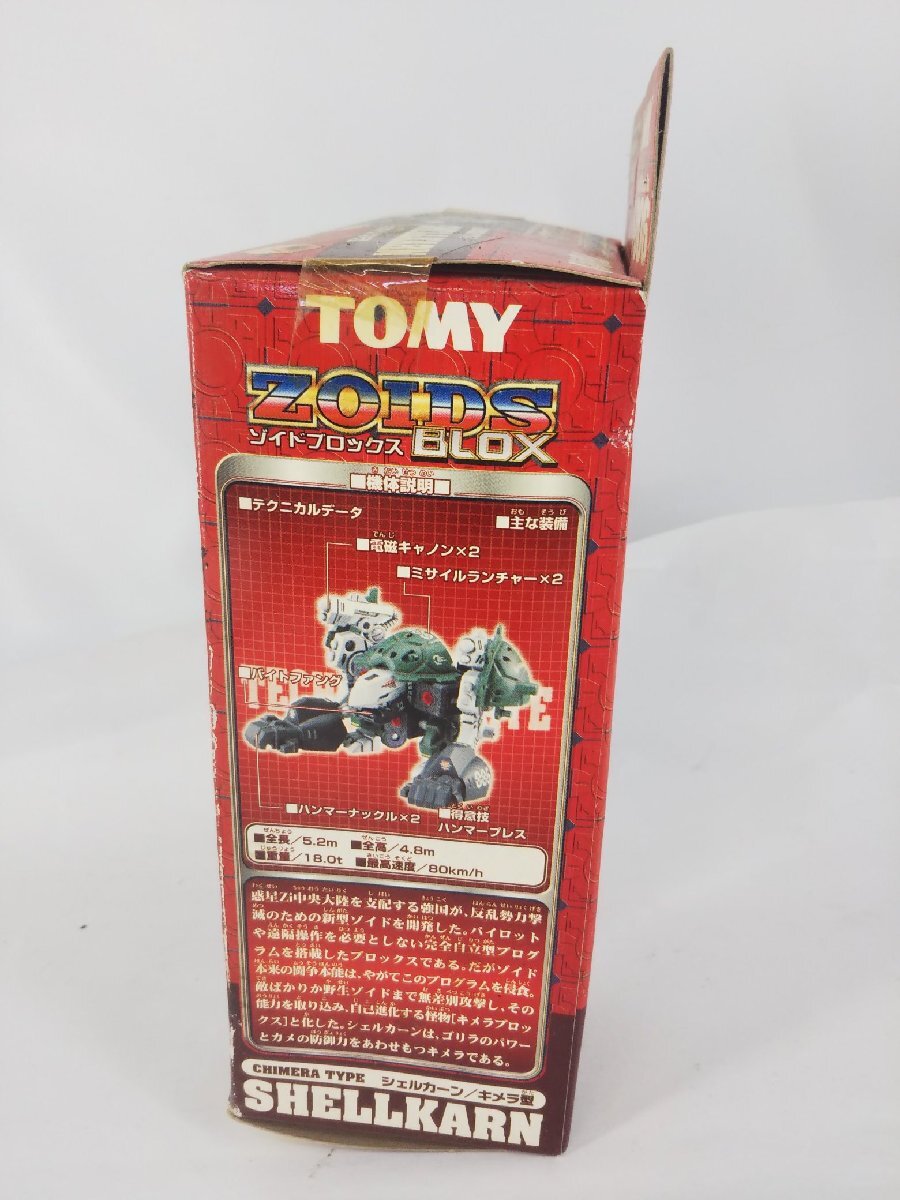 TOMY
ZOIDS
ゾイドブロックス BLOX
■機体説明■
■テクニカルデータ
■主な装備
■電磁キャノン×2
■ミサイルランチャー×2
■バイトファング
■ハンマーナックル×2
■得意技
ハンマープレス
■全長/5.2m ■全高/4.8m
■重量/18.0t ■最高速度/80km/h
惑星Zi中央大陸を支配する強国が、反乱勢力撃
滅のための新型ゾイドを開発した。パイロット
や遠隔操作を必要としない完全自立型プログ
ラムを搭載したブロックスである。だがゾイド
本来の闘争本能は、やがてこのプログラムを侵食。
敵ばかりか野生ゾイドまで無差別攻撃し、その
能力を取り込み、自己進化する怪物[キメラブロッ
クス]と化した。シェルカーンは、ゴリラのパワー
とカメの防御力をあわせもつキメラである。
CHIMERA TYPE シェルカーン/キメラ型
SHELLKARN